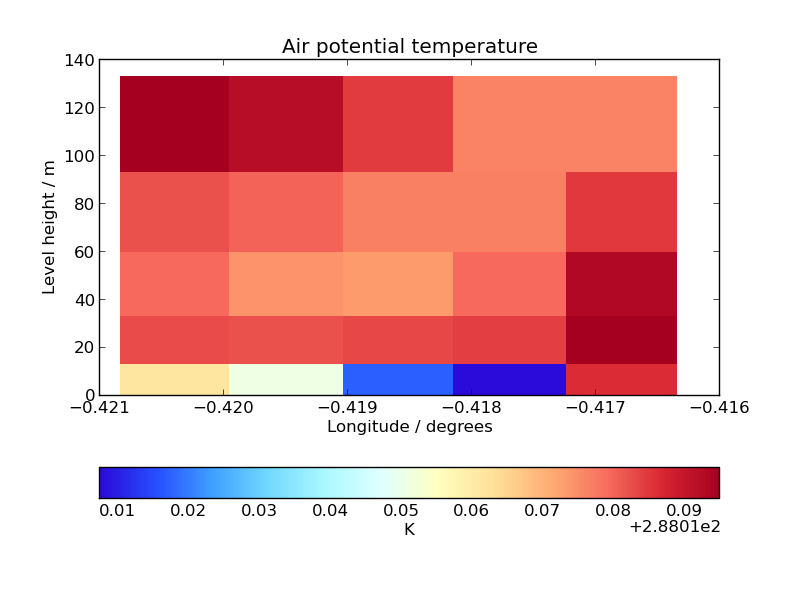 Air potential temperature
Level height / m
140
120
100
80
60
40
20
0
−0.421 −0.420 −0.419 −0.418 −0.417 −0.416
Longitude / degrees
0.01 0.02 0.03 0.04 0.05 0.06 0.07 0.08 0.09
+2.8801e2
K